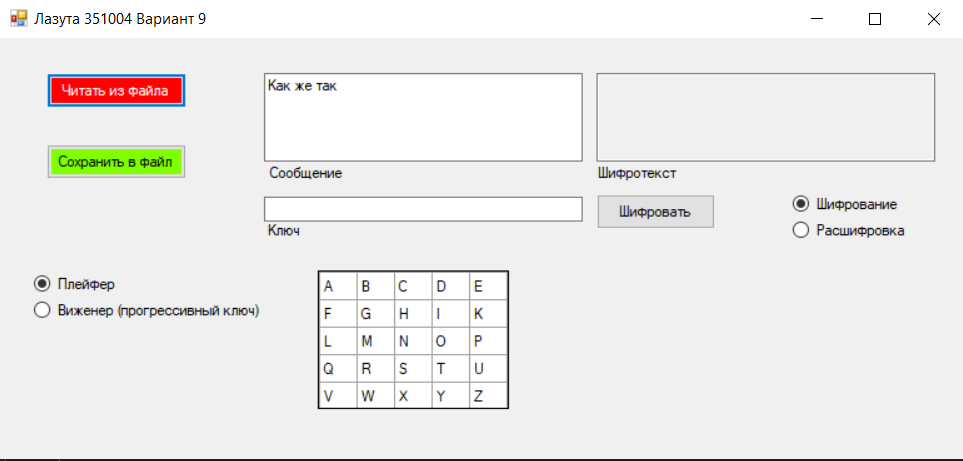 Лазута 351004 Вариант 9
Читать из файла
Как же так
Сохранить в файл
Сообщение
Шифротекст
Ключ
Шифровать
Шифрование
Расшифровка
Плейфер
Виженер (прогрессивный ключ)
A B C D E
F G H I K
L M N O P
Q R S T U
V W X Y Z